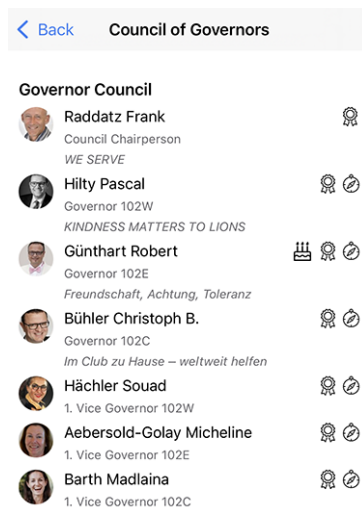 Back
Council of Governors
Governor Council
Raddatz Frank
Council Chairperson
WE SERVE
Hilty Pascal
Governor 102W
KINDNESS MATTERS TO LIONS
Günthart Robert
Governor 102E
Freundschaft, Achtung, Toleranz
Bühler Christoph B.
Governor 102C
Im Club zu Hause – weltweit helfen
Hächler Souad
1. Vice Governor 102W
Aebersold-Golay Micheline
1. Vice Governor 102E
Barth Madlaina
1. Vice Governor 102C